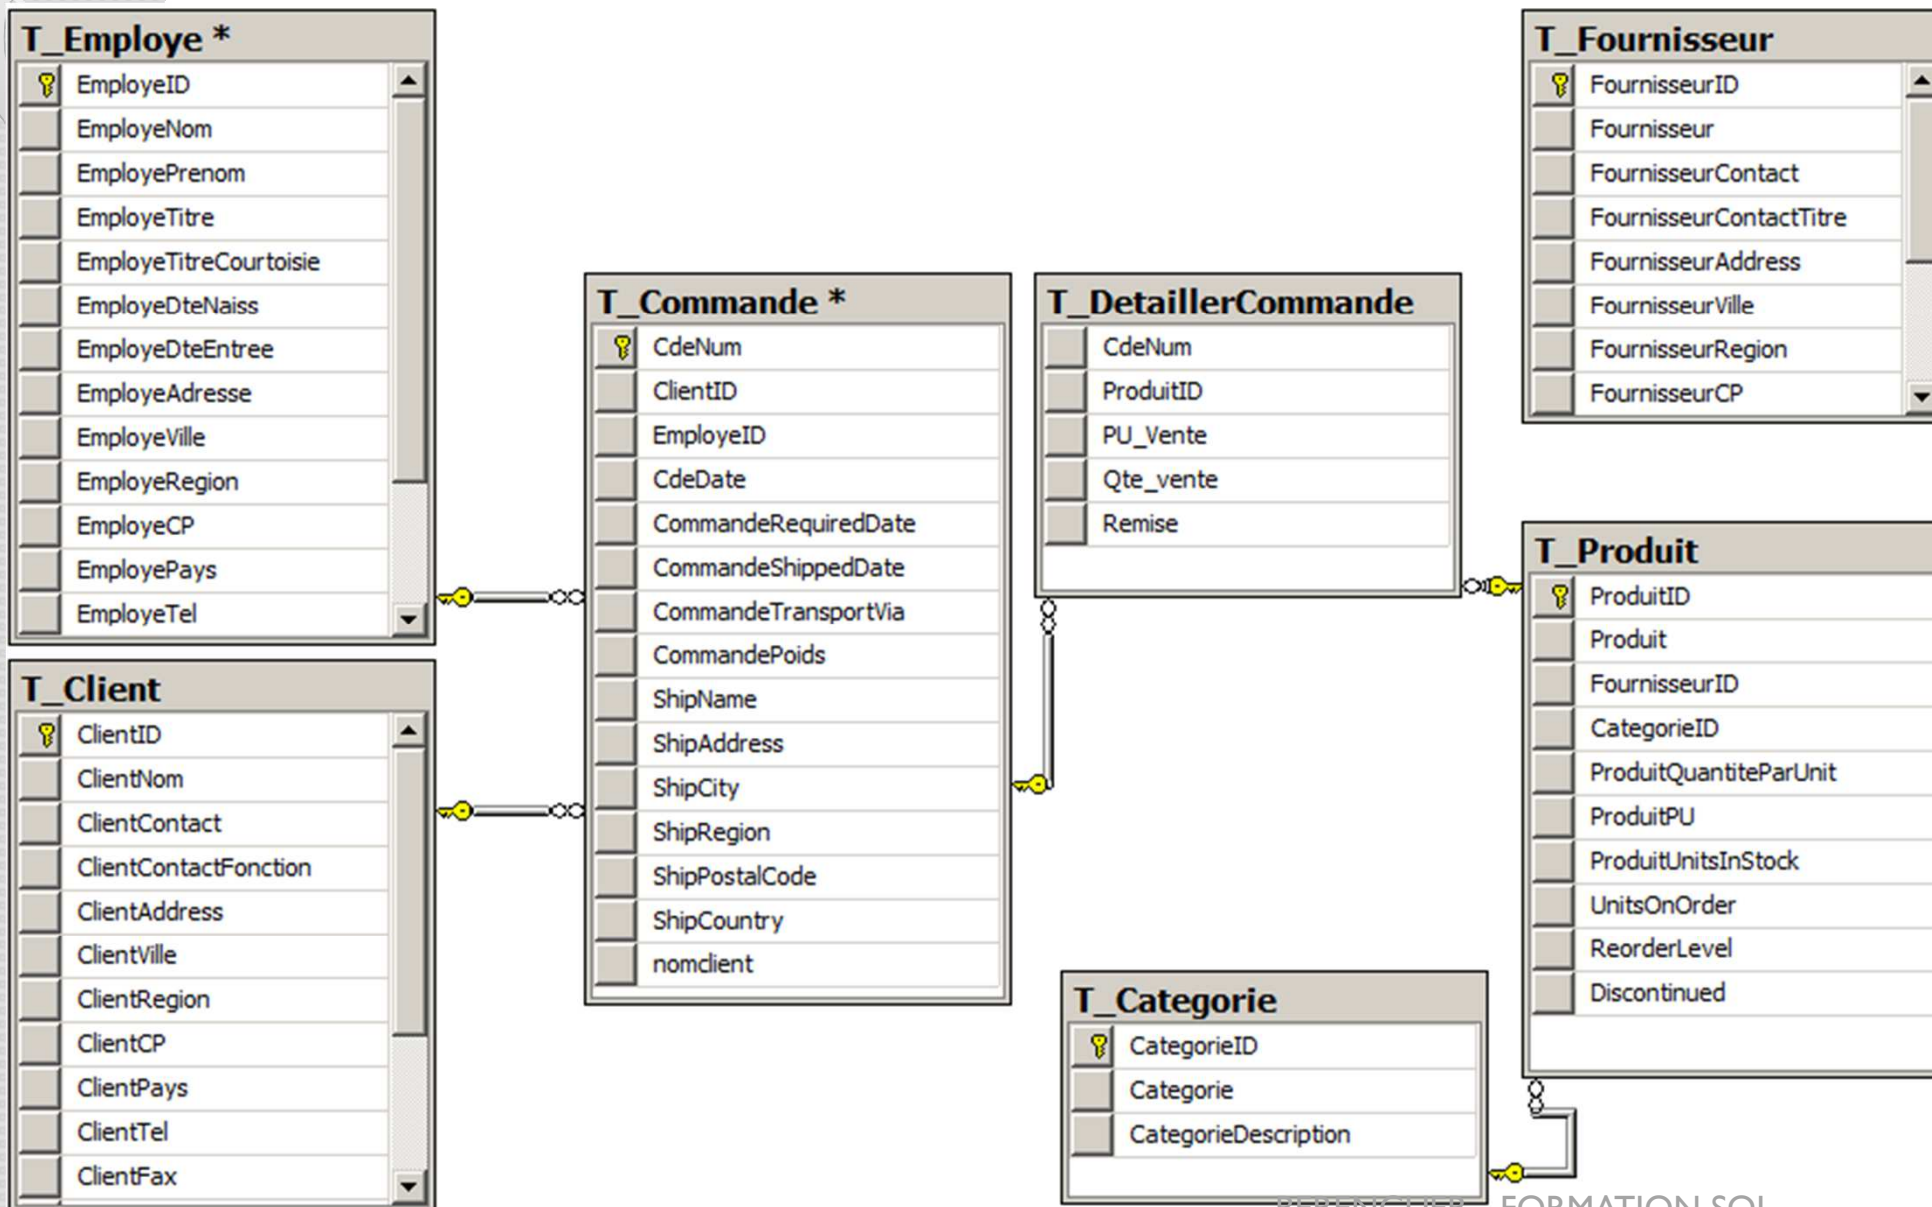 T_Employe *
EmployeID
EmployeNom
EmployePrenom
EmployeTitre
EmployeTitreCourtoisie
EmployeDteNaiss
EmployeDteEntree
EmployeAdresse
EmployeVille
EmployeRegion
EmployeCP
EmployePays
EmployeTel
T_Client
ClientID
ClientNom
ClientContact
ClientContactFonction
ClientAddress
ClientVille
ClientRegion
ClientCP
ClientPays
ClientTel
ClientFax
T_Commande *
CdeNum
ClientID
EmployeID
CdeDate
CommandeRequiredDate
CommandeShippedDate
CommandeTransportVia
CommandePoids
ShipName
ShipAddress
ShipCity
ShipRegion
ShipPostalCode
ShipCountry
nomclient
T_DetaillerCommande
CdeNum
ProduitID
PU_Vente
Qte_vente
Remise
T_Categorie
CategorieID
Categorie
CategorieDescription
T_Fournisseur
FournisseurID
Fournisseur
FournisseurContact
FournisseurContactTitre
FournisseurAddress
FournisseurVille
FournisseurRegion
FournisseurCP
T_Produit
ProduitID
Produit
FournisseurID
CategorieID
ProduitQuantiteParUnit
ProduitPU
ProduitUnitsInStock
UnitsOnOrder
ReorderLevel
Discontinued
FORMATION SQL